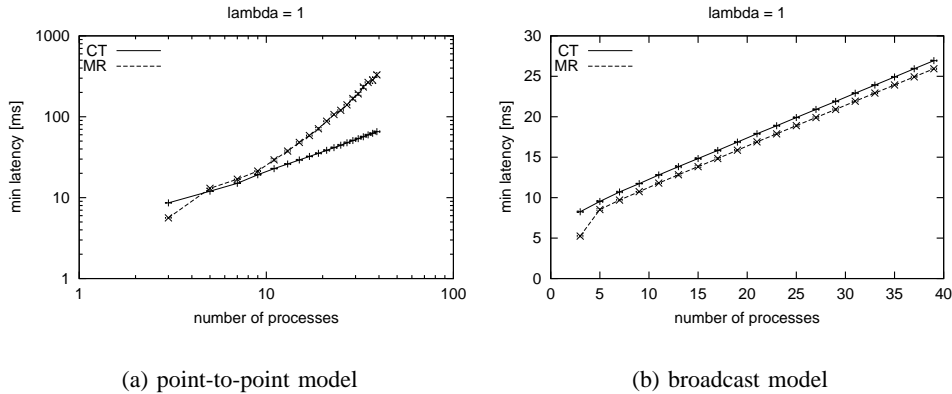 lambda = 1
1000
100
10
1
min latency [ms]
CT
MR
1
10
100
number of processes
(a) point-to-point model
lambda = 1
30
25
20
15
10
5
0
min latency [ms]
CT
MR
0 5 10 15 20 25 30 35 40
number of processes
(b) broadcast model